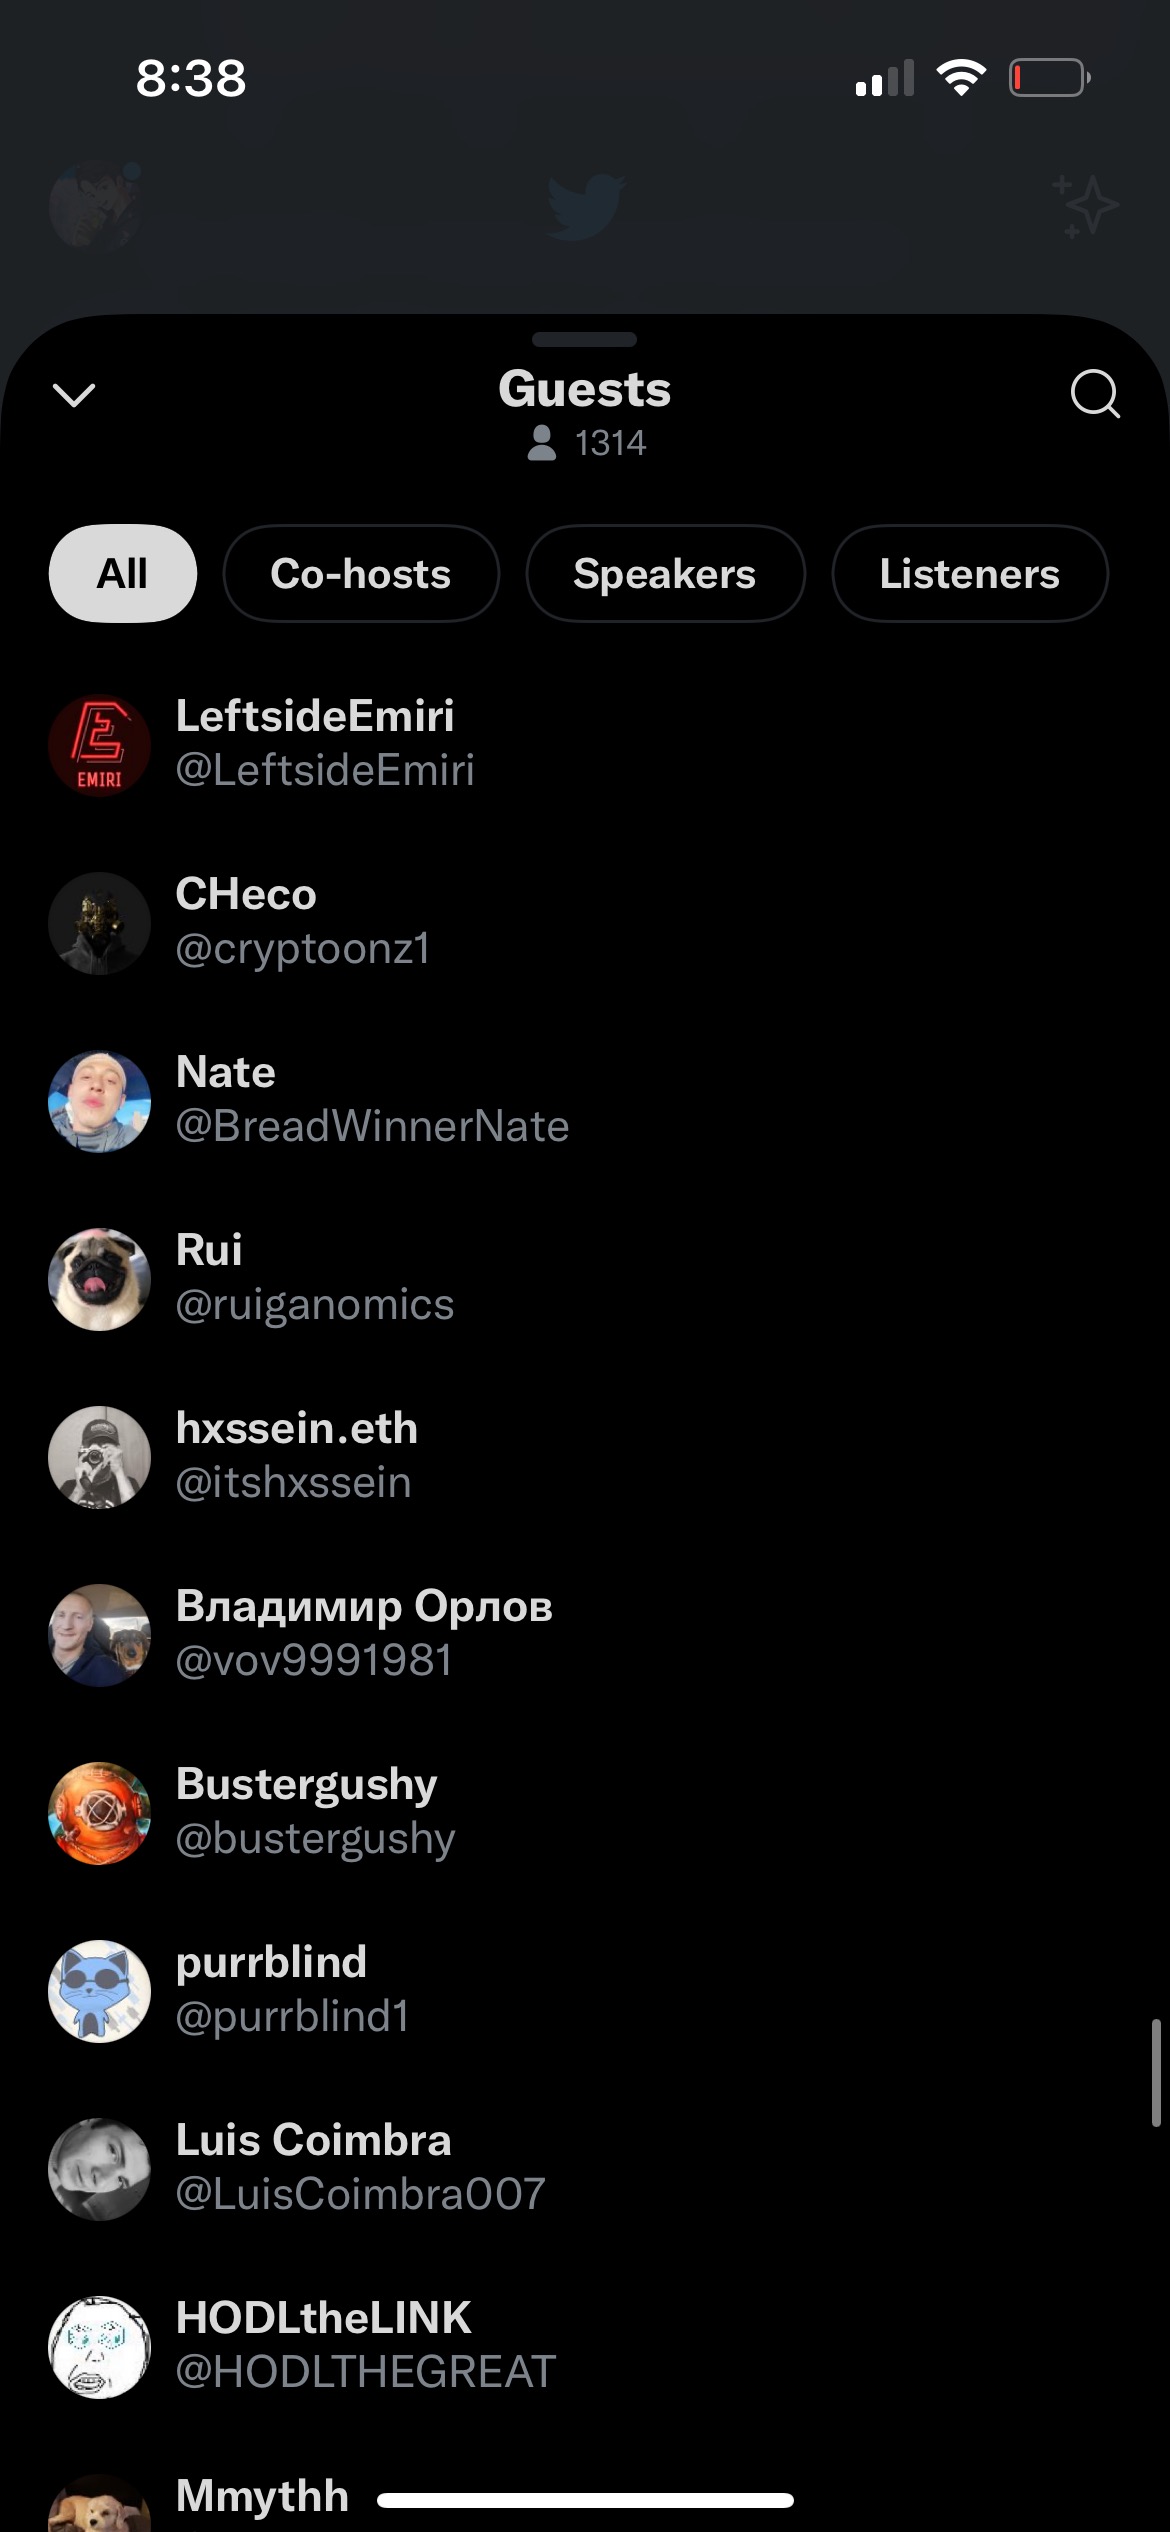 8:38
Guests
1314
All
Co-hosts
Speakers
Listeners
LeftsideEmiri
@LeftsideEmiri
EMIRI
CHeco
@cryptoonz1
Nate
@BreadWinnerNate
Rui
@ruiganomics
hxssein.eth
@itshxssein
Владимир Орлов
@vov9991981
Bustergushy
@bustergushy
purrblind
@purrblind1
Luis Coimbra
@LuisCoimbra007
HODLtheLINK
@HODLTHEGREAT
Mmythh